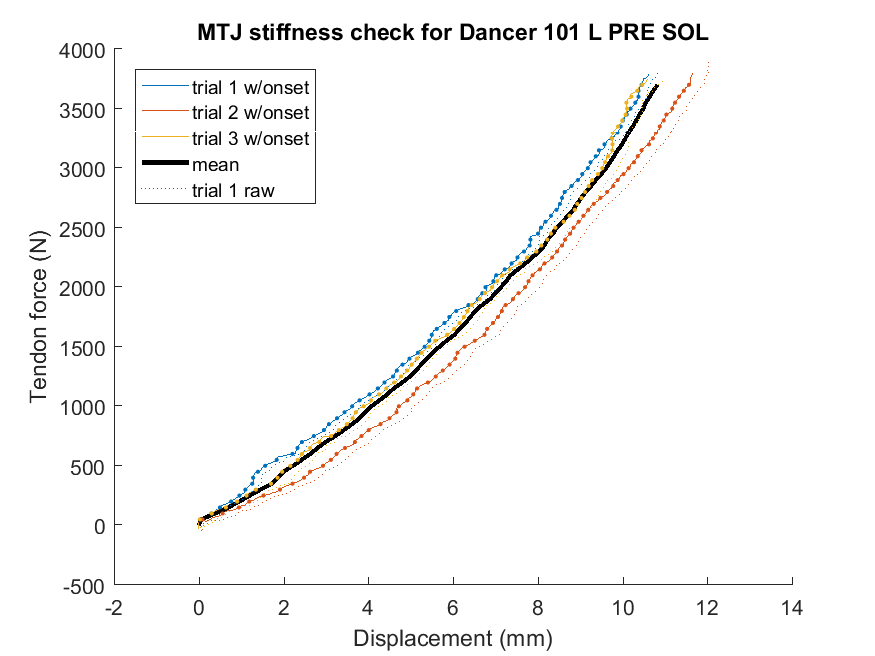 MTJ stiffness check for Dancer 101 L PRE SOL
4000
3500
3000
2500
2000
1500
1000
500
0
-500
Tendon force (N)
trial 1 w/onset
trial 2 w/onset
trial 3 w/onset
mean
trial 1 raw
-2
0
2
4
6
8
10
12
14
Displacement (mm)